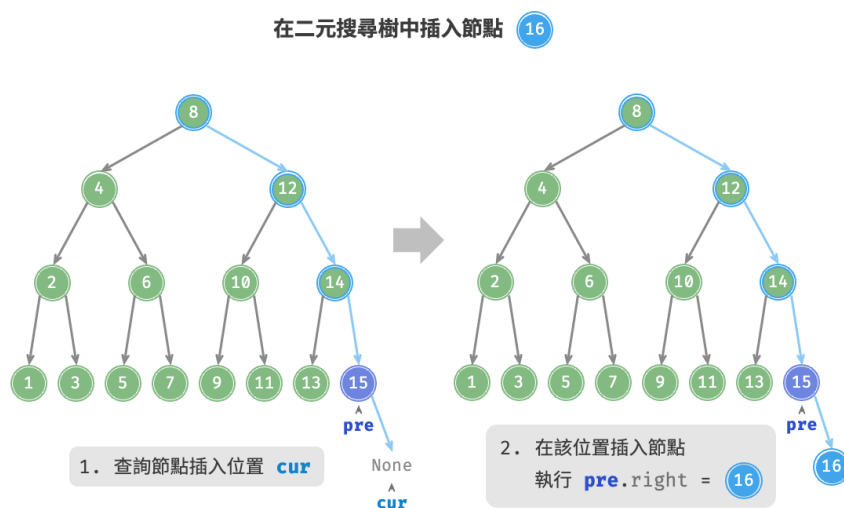 在二元搜尋樹中插入節點 16
8
4 12
2 6 10 14
1 3 5 7 9 11 13 15
pre
None
cur
1. 查詢節點插入位置 cur
8
4 12
2 6 10 14
1 3 5 7 9 11 13 15
pre
16
2. 在該位置插入節點
執行 pre.right = 16